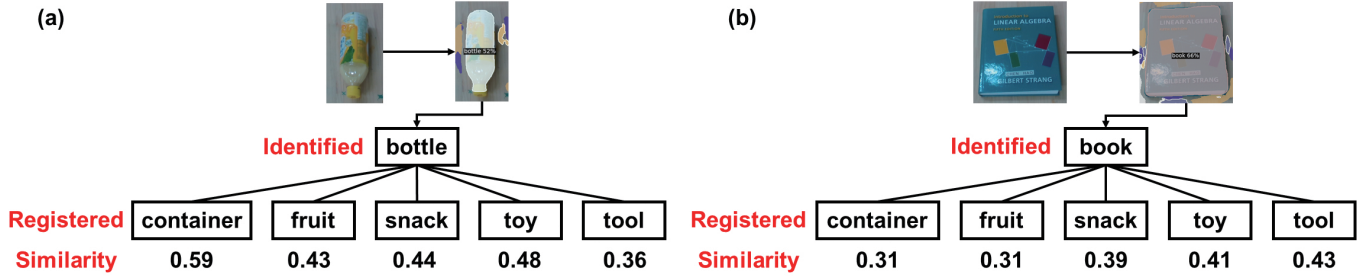 (a)
bottle 52%
Identified
bottle
Registered
container
fruit
snack
toy
tool
Similarity
0.59
0.43
0.44
0.48
0.36
(b)
LINEAR ALGEBRA
GILBERT STRANG
book 66%
Identified
book
Registered
container
fruit
snack
toy
tool
Similarity
0.31
0.31
0.39
0.41
0.43